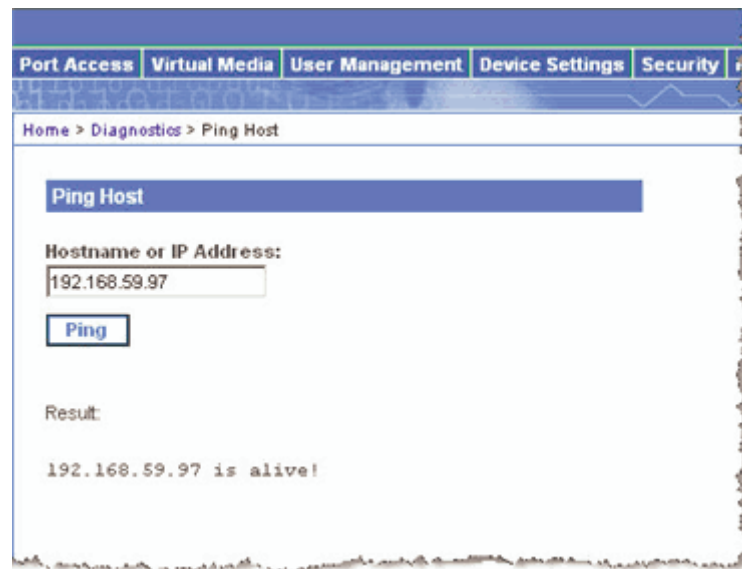 Port Access Virtual Media User Management Device Settings Security
Home > Diagnostics > Ping Host
Ping Host
Hostname or IP Address:
192.168.59.97
Ping
Result:
192.168.59.97 is alive!